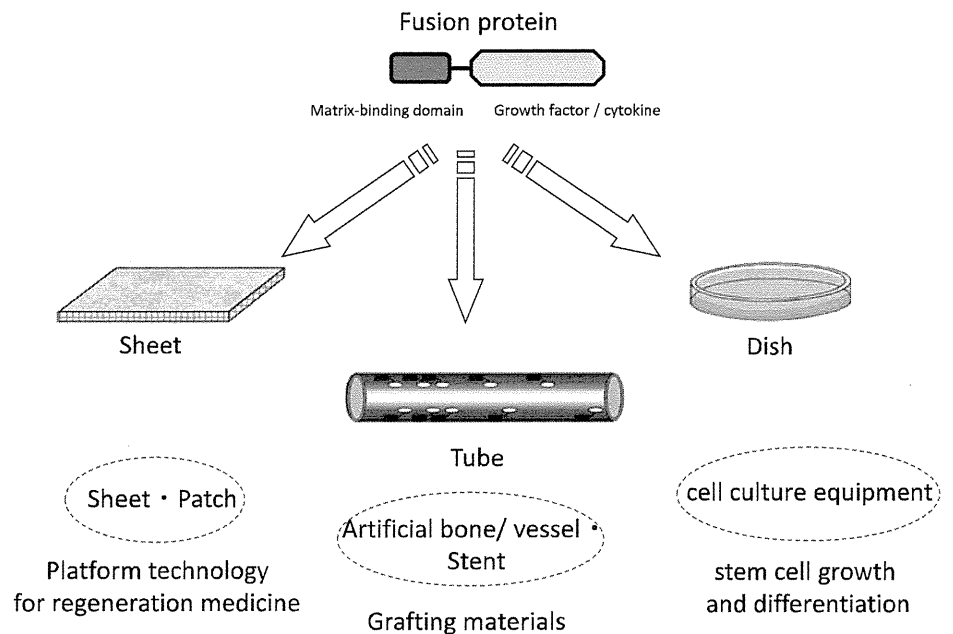 Fusion protein
Matrix-binding domain
Growth factor / cytokine
Sheet
Dish
Tube
Sheet・Patch
Artificial bone/ vessel・
Stent
cell culture equipment
Platform technology
for regeneration medicine
Grafting materials
stem cell growth
and differentiation